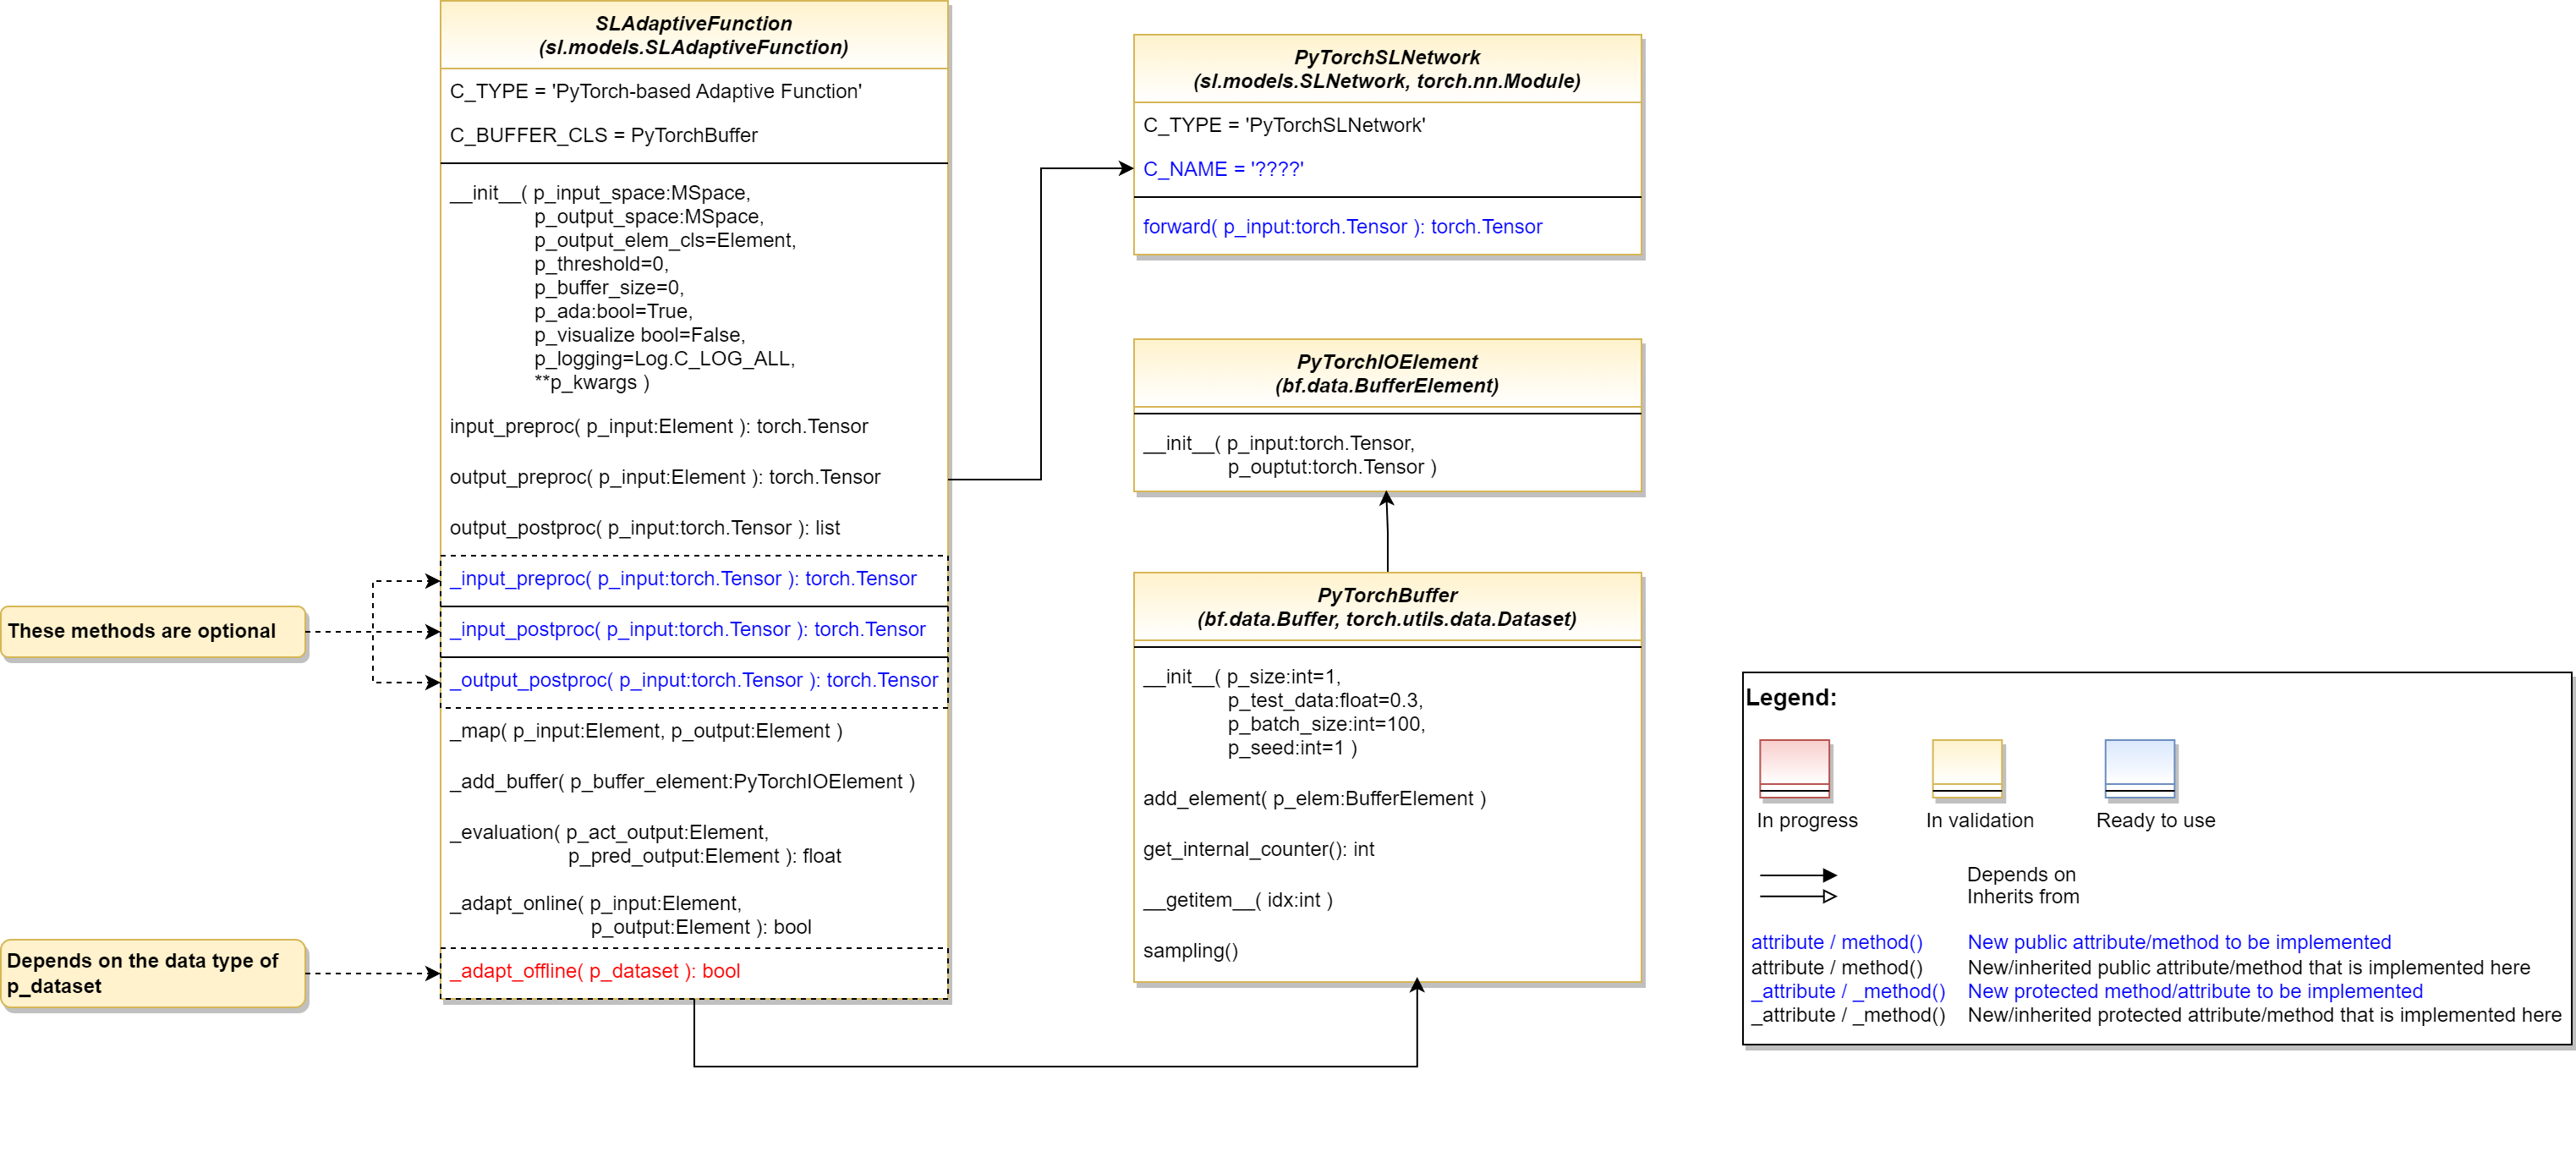 SLAdaptiveFunction
(sl.models.SLAdaptiveFunction)
C_TYPE = 'PyTorch-based Adaptive Function'
C_BUFFER_CLS = PyTorchBuffer
__init__( p_input_space:MSpace,
p_output_space:MSpace,
p_output_elem_cls=Element,
p_threshold=0,
p_buffer_size=0,
p_ada:bool=True,
p_visualize bool=False,
p_logging=Log.C_LOG_ALL,
**p_kwargs )
input_preproc( p_input:Element ): torch.Tensor
output_preproc( p_input:Element ): torch.Tensor
output_postproc( p_input:torch.Tensor ): list
_input_preproc( p_input:torch.Tensor ): torch.Tensor
_input_postproc( p_input:torch.Tensor ): torch.Tensor
_output_postproc( p_input:torch.Tensor ): torch.Tensor
_map( p_input:Element, p_output:Element )
_add_buffer( p_buffer_element:PyTorchIOElement )
_evaluation( p_act_output:Element,
p_pred_output:Element ): float
_adapt_online( p_input:Element,
p_output:Element ): bool
_adapt_offline( p_dataset ): bool
These methods are optional
Depends on the data type of
p_dataset
PyTorchSLNetwork
(sl.models.SLNetwork, torch.nn.Module)
C_TYPE = 'PyTorchSLNetwork'
C_NAME = '????'
forward( p_input:torch.Tensor ): torch.Tensor
PyTorchIOElement
(bf.data.BufferElement)
__init__( p_input:torch.Tensor,
p_ouptut:torch.Tensor )
PyTorchBuffer
(bf.data.Buffer, torch.utils.data.Dataset)
__init__( p_size:int=1,
p_test_data:float=0.3,
p_batch_size:int=100,
p_seed:int=1 )
add_element( p_elem:BufferElement )
get_internal_counter(): int
__getitem__( idx:int )
sampling()
Legend:
In progress
In validation
Ready to use
Depends on
Inherits from
attribute / method() New public attribute/method to be implemented
attribute / method() New/inherited public attribute/method that is implemented here
_attribute / _method() New protected method/attribute to be implemented
_attribute / _method() New/inherited protected attribute/method that is implemented here